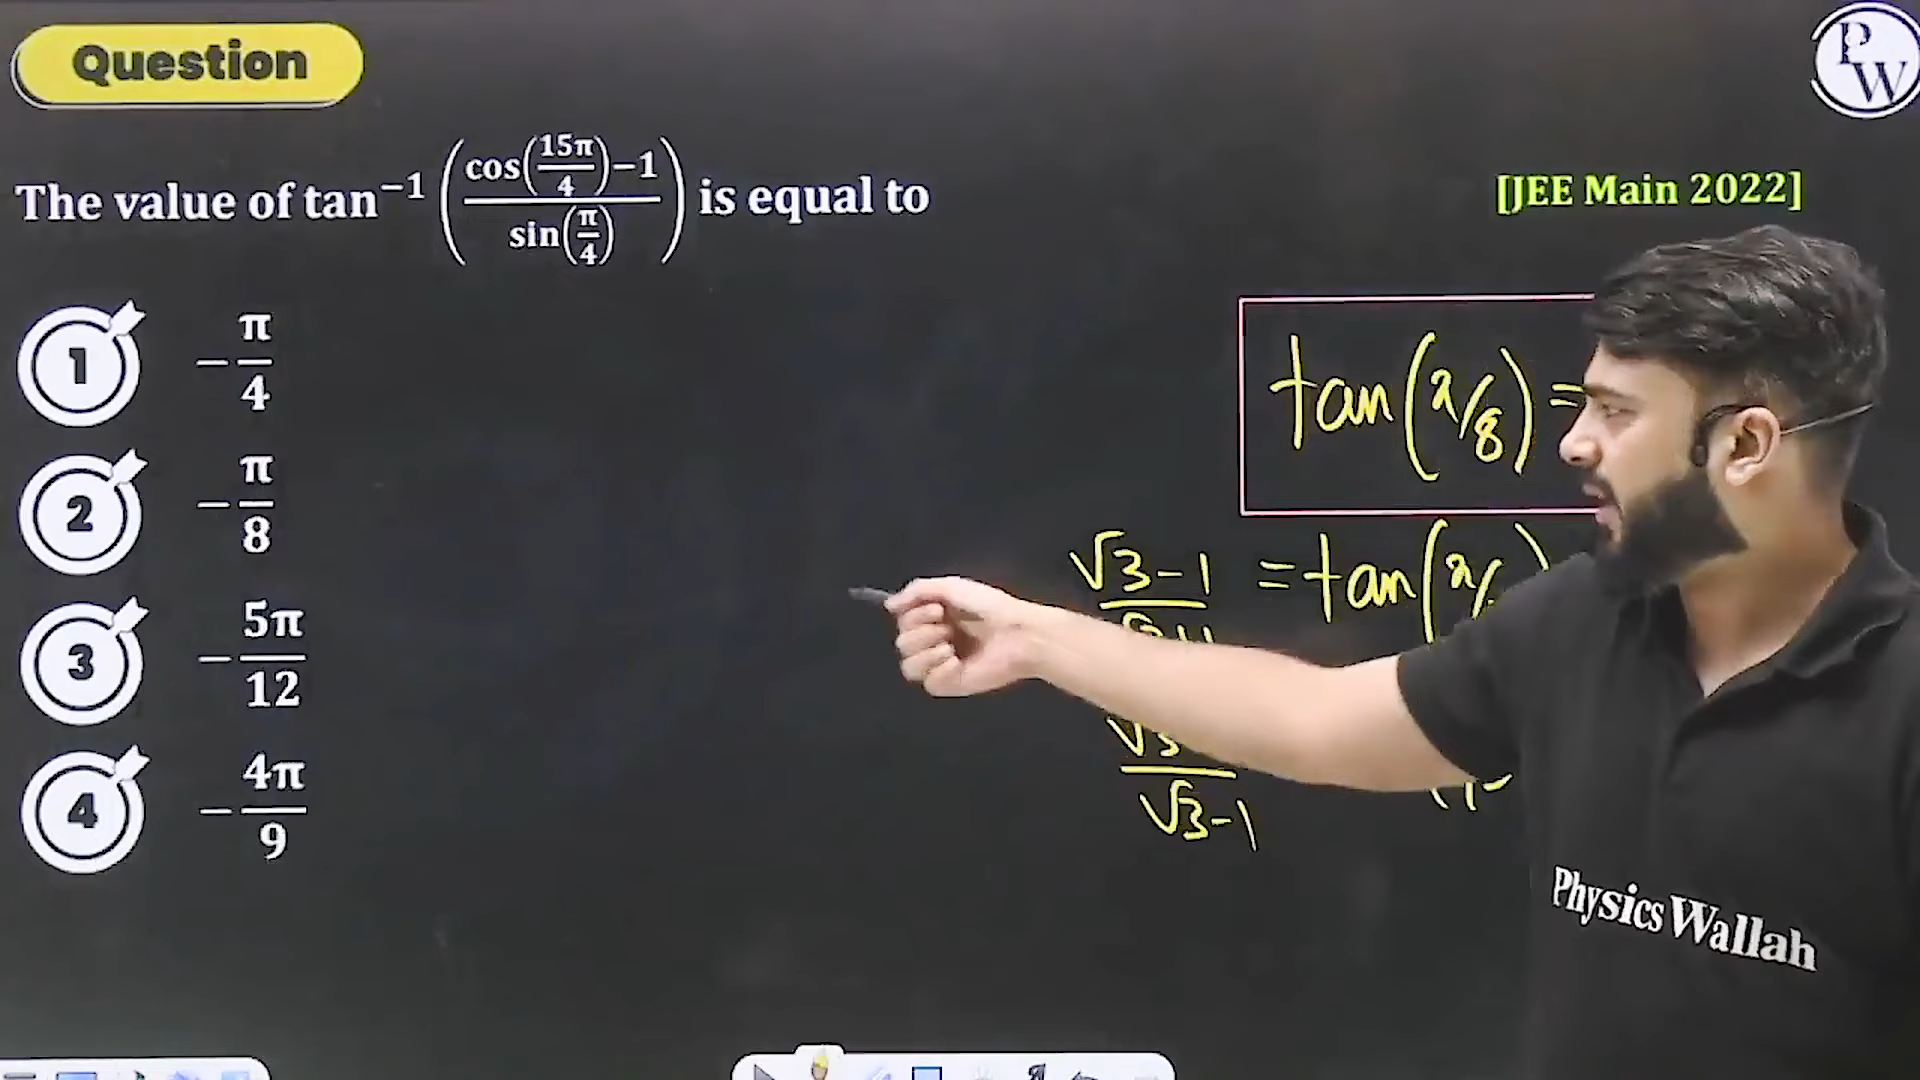 Question
PW
The value of tan⁻¹ (cos(15π/4)−1 / sin(π/4)) is equal to
[JEE Main 2022]
1 −π/4
2 −π/8
3 −5π/12
4 −4π/9
tan(π/8) =
√3-1 = tan(π/
√3-1
Physics Wallah